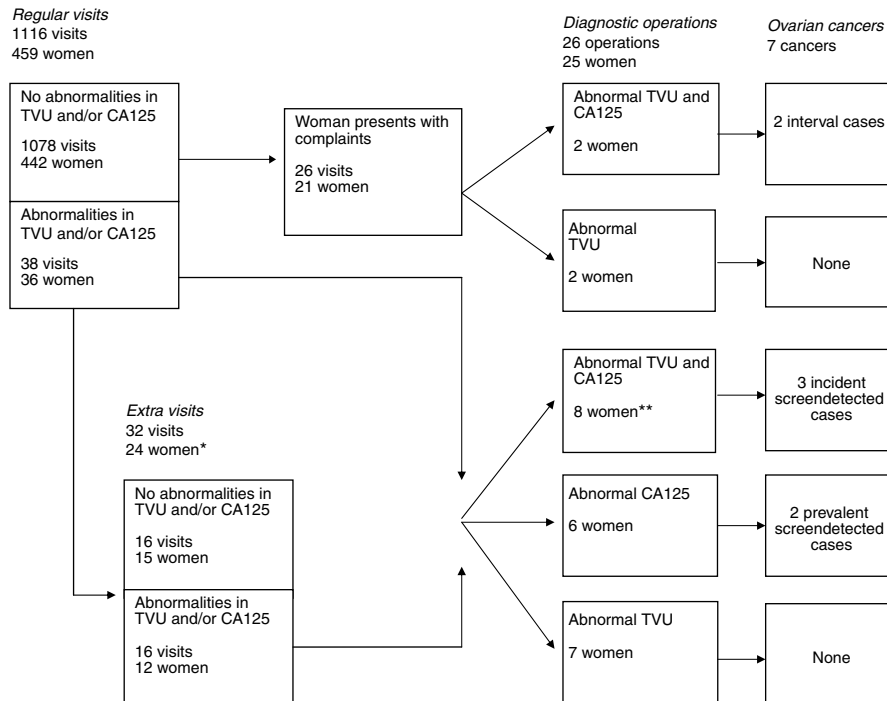 Regular visits
1116 visits
459 women
No abnormalities in
TVU and/or CA125
1078 visits
442 women
Abnormalities in
TVU and/or CA125
38 visits
36 women
Woman presents with
complaints
26 visits
21 women
Diagnostic operations
26 operations
25 women
Abnormal TVU and
CA125
2 women
Abnormal
TVU
2 women
Ovarian cancers
7 cancers
2 interval cases
None
Extra visits
32 visits
24 women*
No abnormalities in
TVU and/or CA125
16 visits
15 women
Abnormalities in
TVU and/or CA125
16 visits
12 women
Abnormal TVU and
CA125
8 women**
Abnormal CA125
6 women
Abnormal TVU
7 women
3 incident
screendetected
cases
2 prevalent
screendetected
cases
None